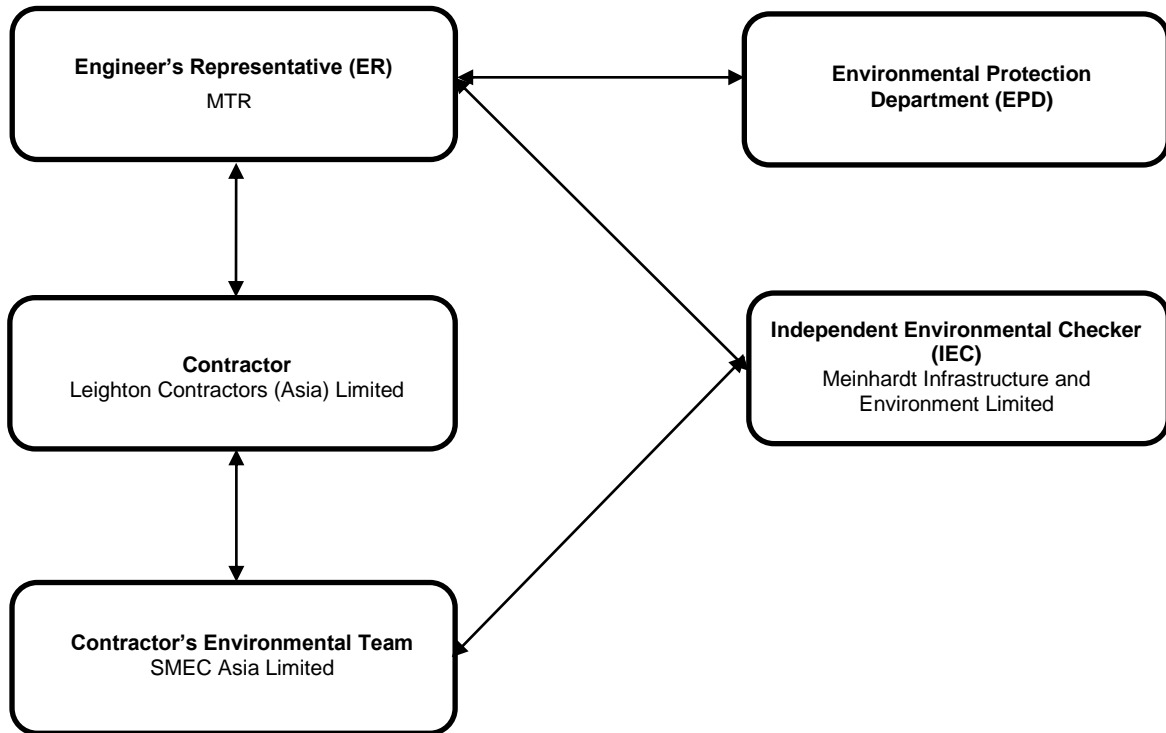 Engineer’s Representative (ER)
MTR
Environmental Protection
Department (EPD)
Contractor
Leighton Contractors (Asia) Limited
Independent Environmental Checker
(IEC)
Meinhardt Infrastructure and
Environment Limited
Contractor’s Environmental Team
SMEC Asia Limited